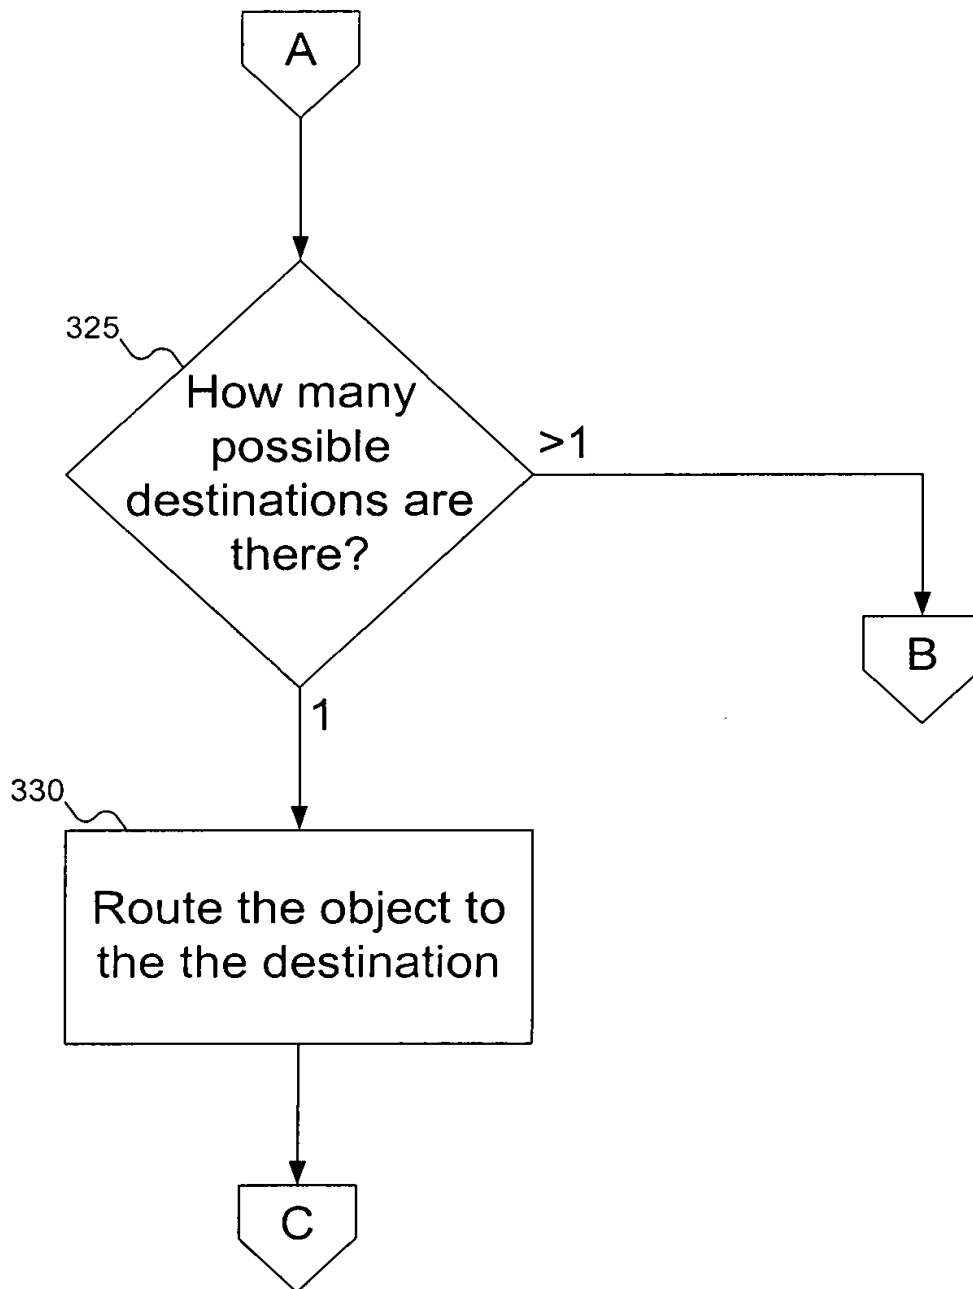 A
325
How many
possible
destinations are
there?
>1
B
1
330
Route the object to
the the destination
C